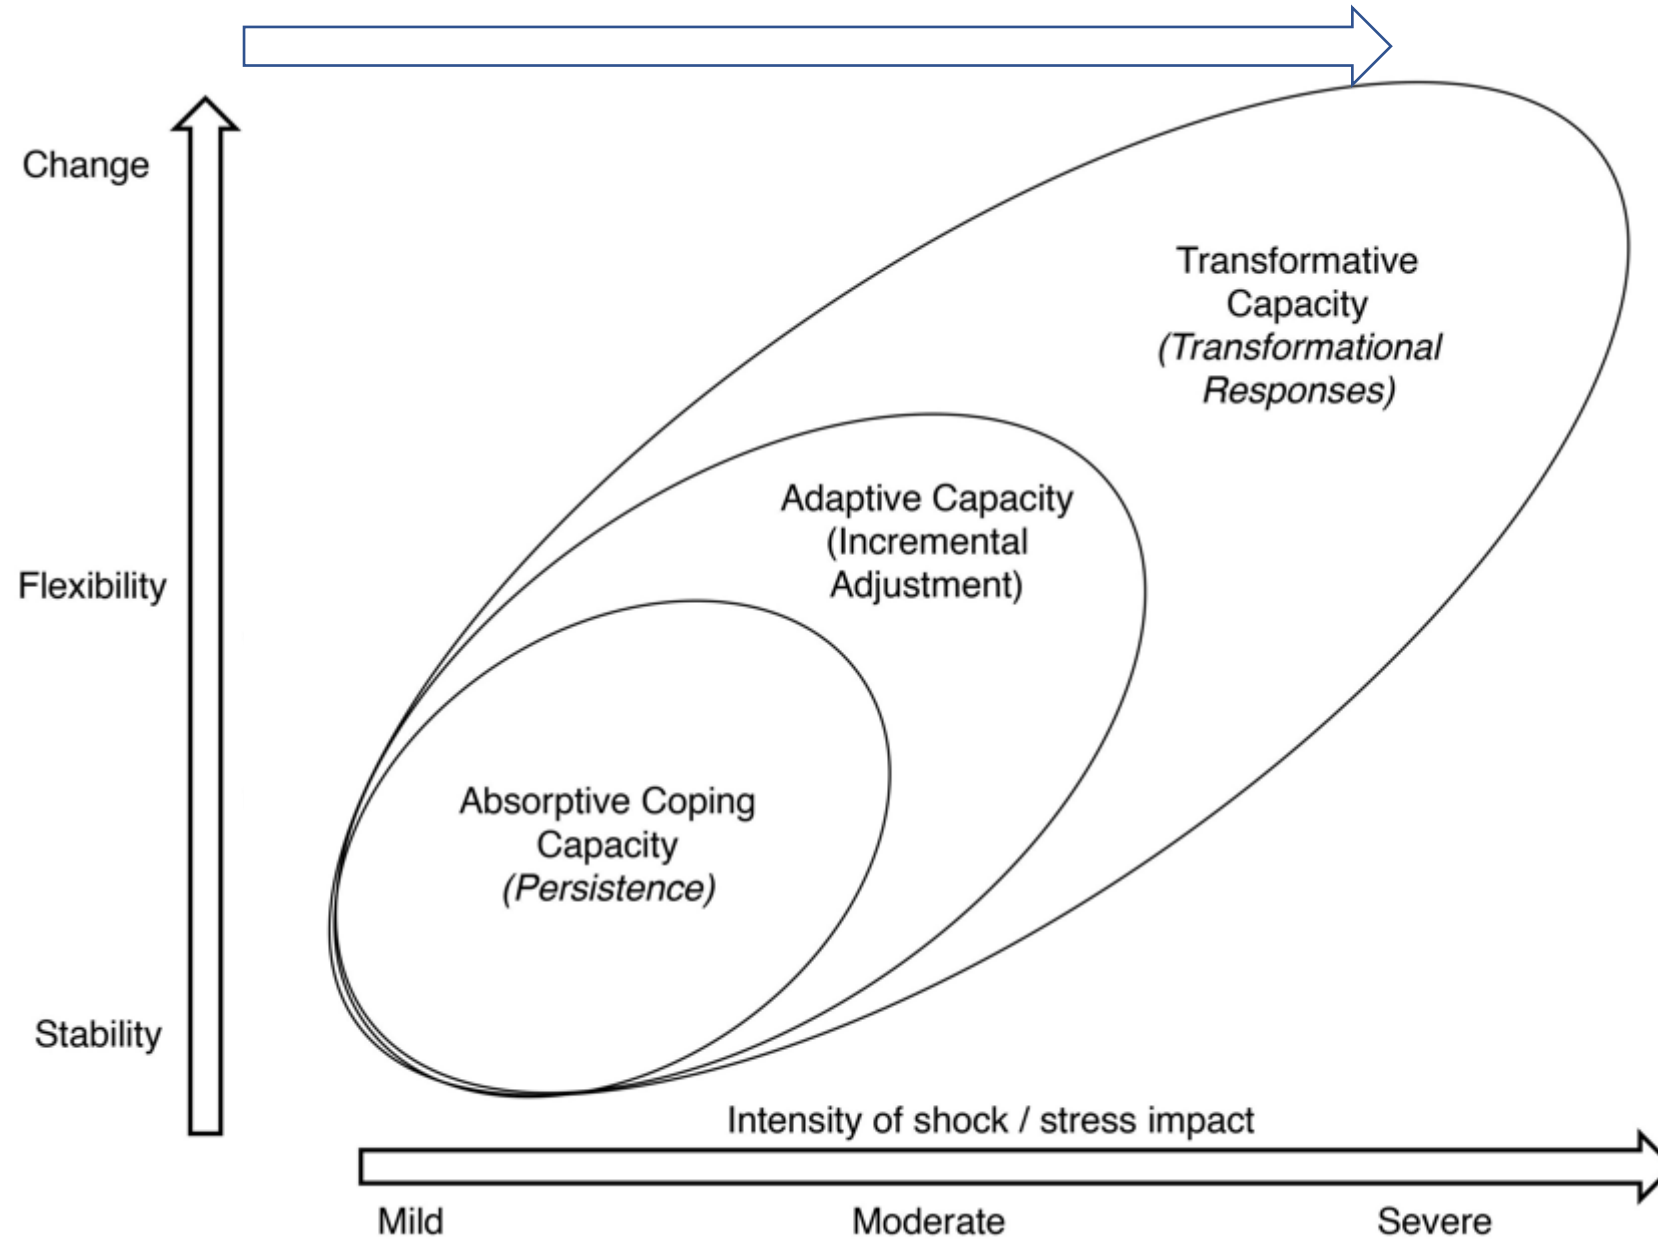 Change
Transformative
Capacity
(Transformational
Responses)
Adaptive Capacity
(Incremental
Adjustment)
Flexibility
Absorptive Coping
Capacity
(Persistence)
Stability
Intensity of shock / stress impact
Mild
Moderate
Severe